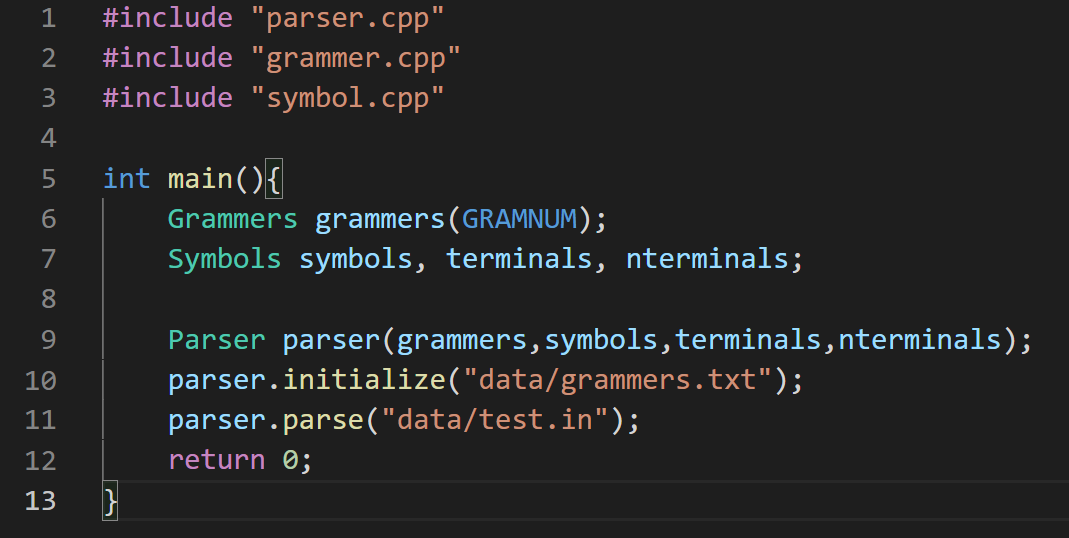 1 #include "parser.cpp"
2 #include "grammer.cpp"
3 #include "symbol.cpp"
4
5 int main(){
6     Grammers grammers(GRAMNUM);
7     Symbols symbols, terminals, nterminals;
8
9     Parser parser(grammers,symbols,terminals,nterminals);
10     parser.initialize("data/grammers.txt");
11     parser.parse("data/test.in");
12     return 0;
13 }